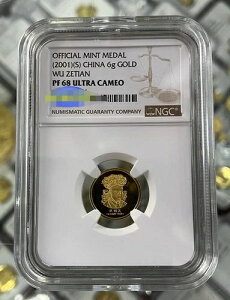 OFFICIAL MINT MEDAL
(2001)(S) CHINA 6g GOLD
WU ZETIAN
PF 68 ULTRA CAMEO
NGC
NUMISMATIC GUARANTY COMPANY